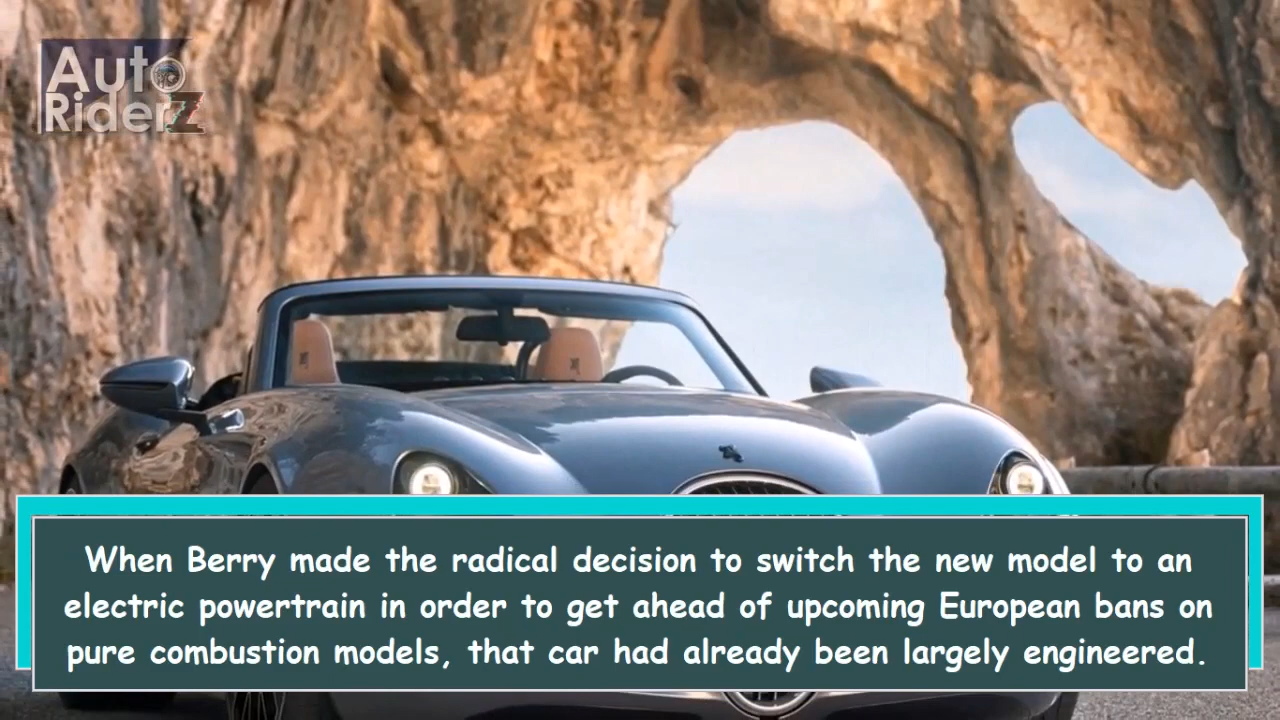 Auto
RiderZ
When Berry made the radical decision to switch the new model to an
electric powertrain in order to get ahead of upcoming European bans on
pure combustion models, that car had already been largely engineered.